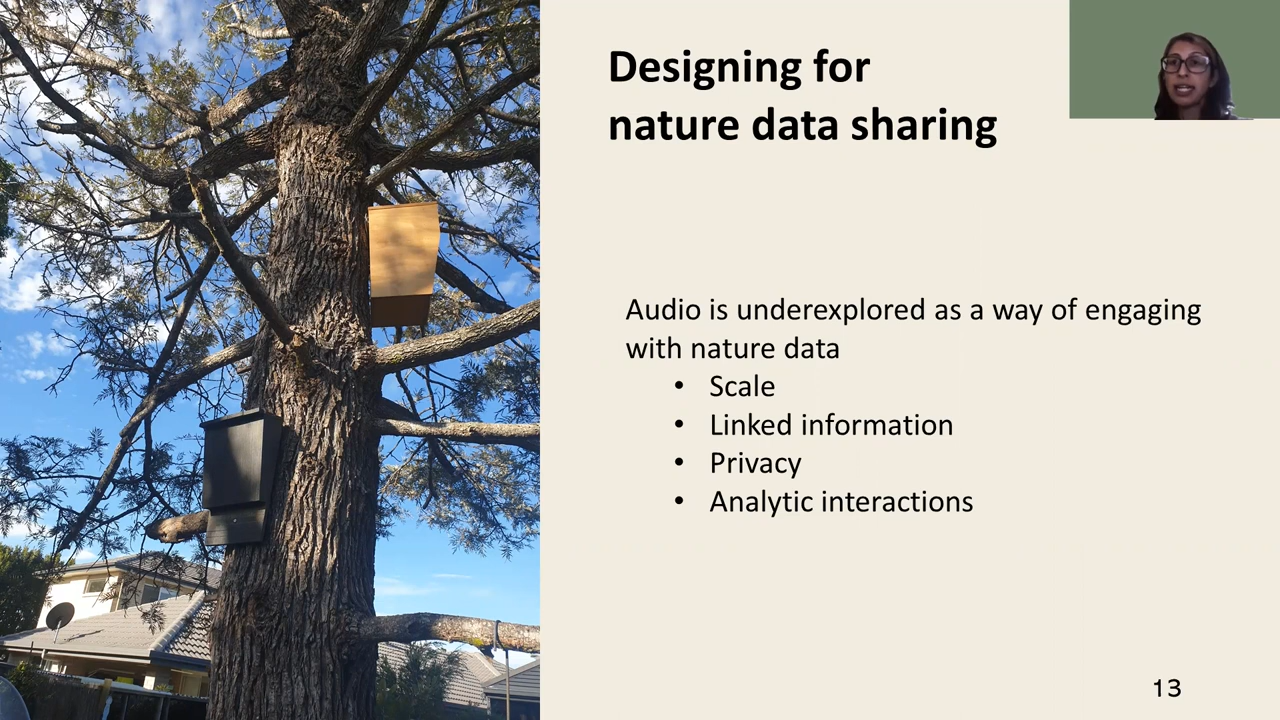 Designing for
nature data sharing
Audio is underexplored as a way of engaging
with nature data
• Scale
• Linked information
• Privacy
• Analytic interactions
13